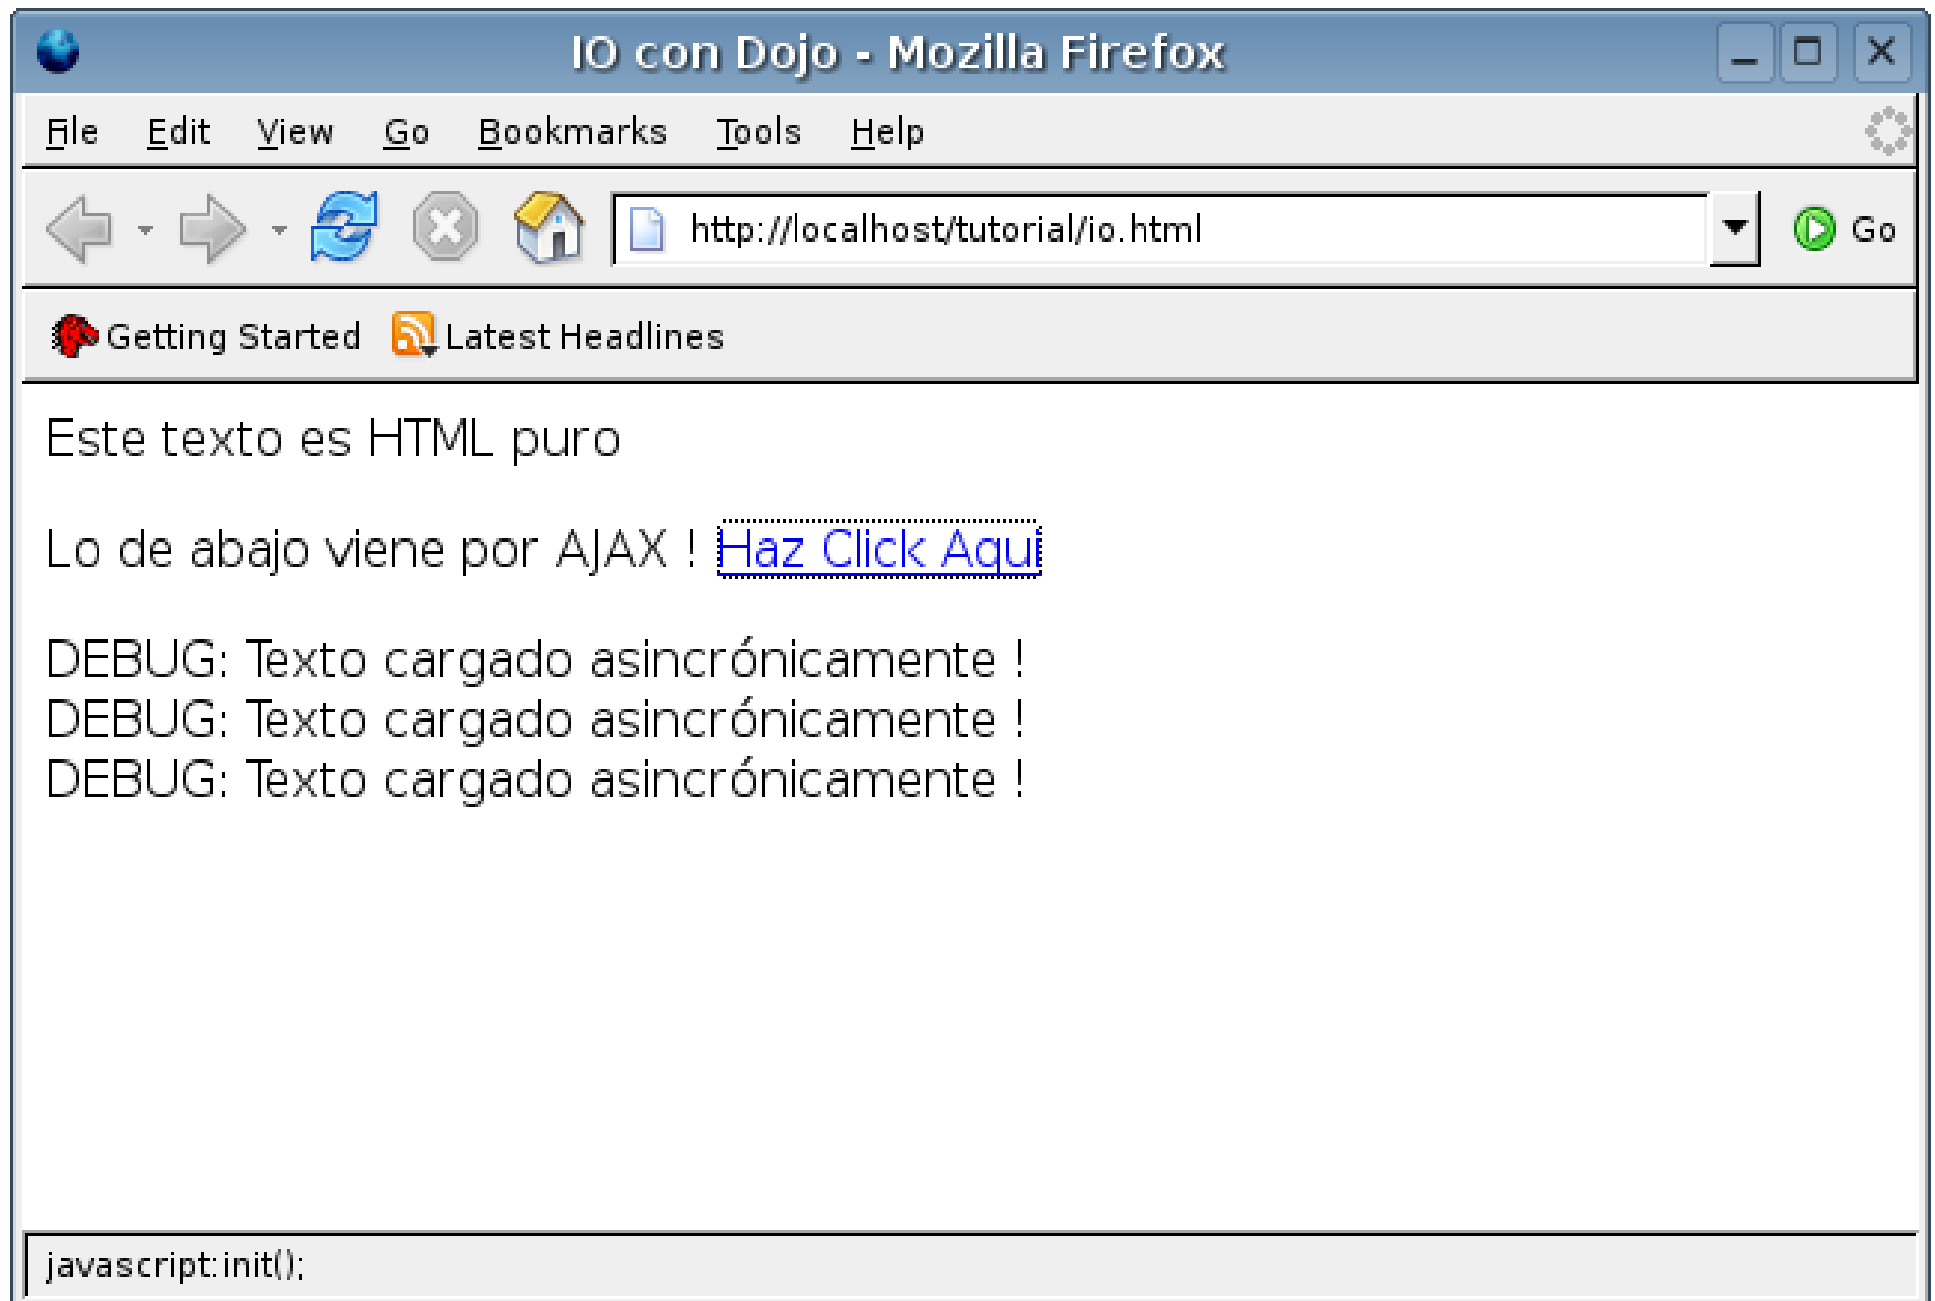 IO con Dojo - Mozilla Firefox
File Edit View Go Bookmarks Tools Help
http://localhost/tutorial/io.html Go
Getting Started Latest Headlines
Este texto es HTML puro
Lo de abajo viene por AJAX ! Haz Click Aqui
DEBUG: Texto cargado asincrónicamente !
DEBUG: Texto cargado asincrónicamente !
DEBUG: Texto cargado asincrónicamente !
javascript:init();